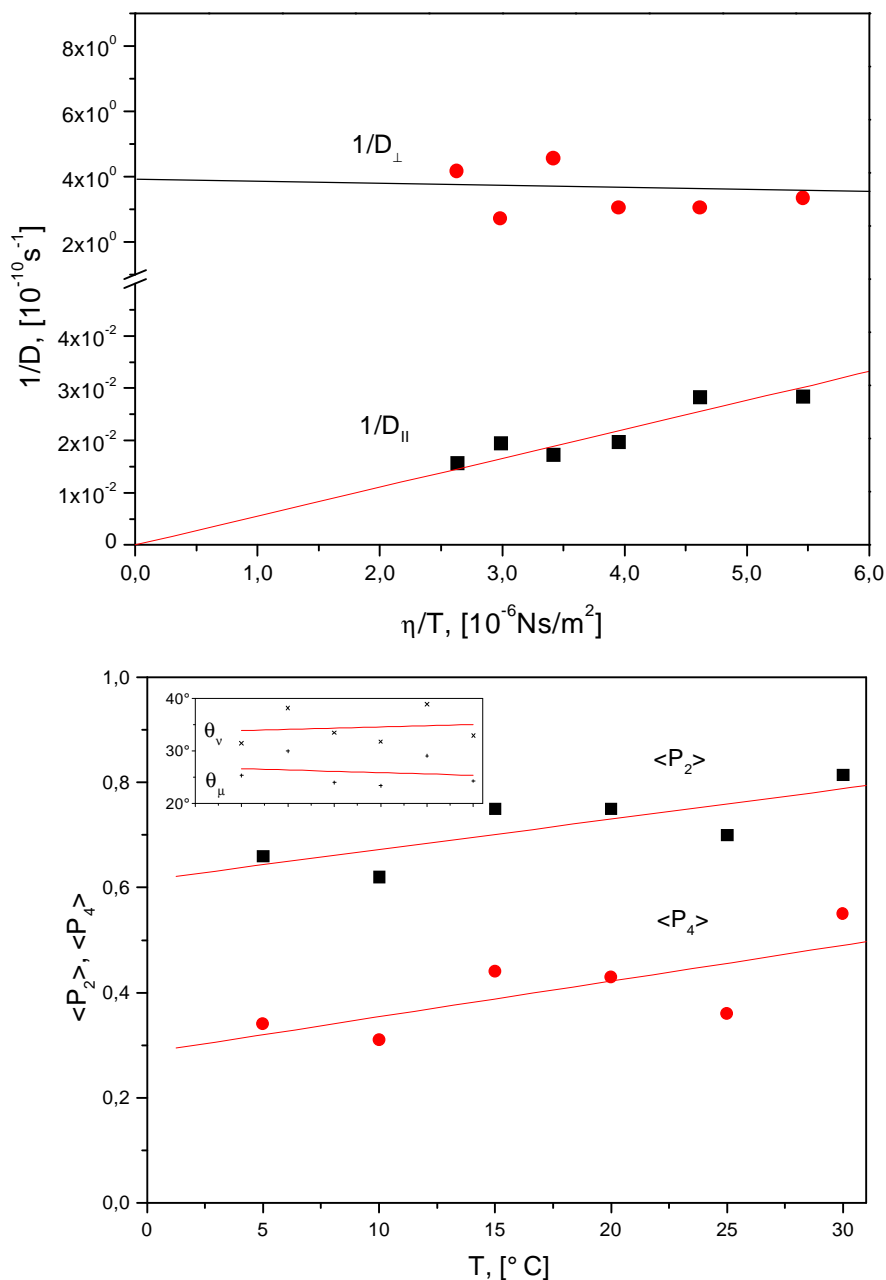 8x10⁰
6x10⁰
4x10⁰
2x10⁰
4x10⁻²
3x10⁻²
2x10⁻²
1x10⁻²
0
1/D, [10⁻¹⁰s⁻¹]
1/D⊥
1/D||
0,0 1,0 2,0 3,0 4,0 5,0 6,0
η/T, [10⁻⁶Ns/m²]
1,0
0,8
0,6
0,4
0,2
0,0
<P₂>, <P₄>
40°
30°
20°
θν
θμ
<P₂>
<P₄>
0 5 10 15 20 25 30
T, [° C]